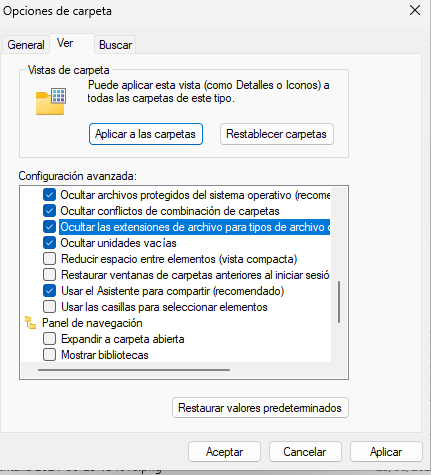 Opciones de carpeta
General
Ver
Buscar
Vistas de carpeta
Puede aplicar esta vista (como Detalles o Iconos) a
todas las carpetas de este tipo.
Aplicar a las carpetas
Restablecer carpetas
Configuración avanzada:
Ocultar archivos protegidos del sistema operativo (recome
Ocultar conflictos de combinación de carpetas
Ocultar las extensiones de archivo para tipos de archivo
Ocultar unidades vacías
Reducir espacio entre elementos (vista compacta)
Restaurar ventanas de carpetas anteriores al iniciar sesió
Usar el Asistente para compartir (recomendado)
Usar las casillas para seleccionar elementos
Panel de navegación
Expandir a carpeta abierta
Mostrar bibliotecas
Restaurar valores predeterminados
Aceptar
Cancelar
Aplicar